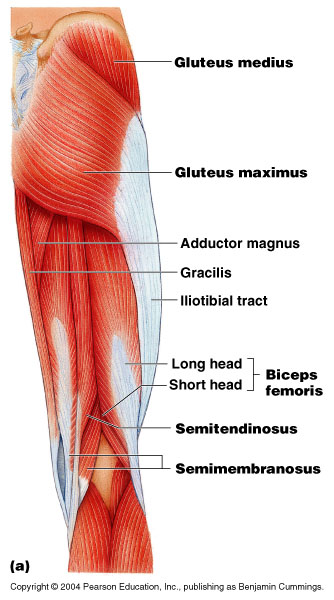 Gluteus medius
Gluteus maximus
Adductor magnus
Gracilis
Iliotibial tract
Long head
Short head
Biceps
femoris
Semitendinosus
Semimembranosus
(a)
Copyright © 2004 Pearson Education, Inc., publishing as Benjamin Cummings.